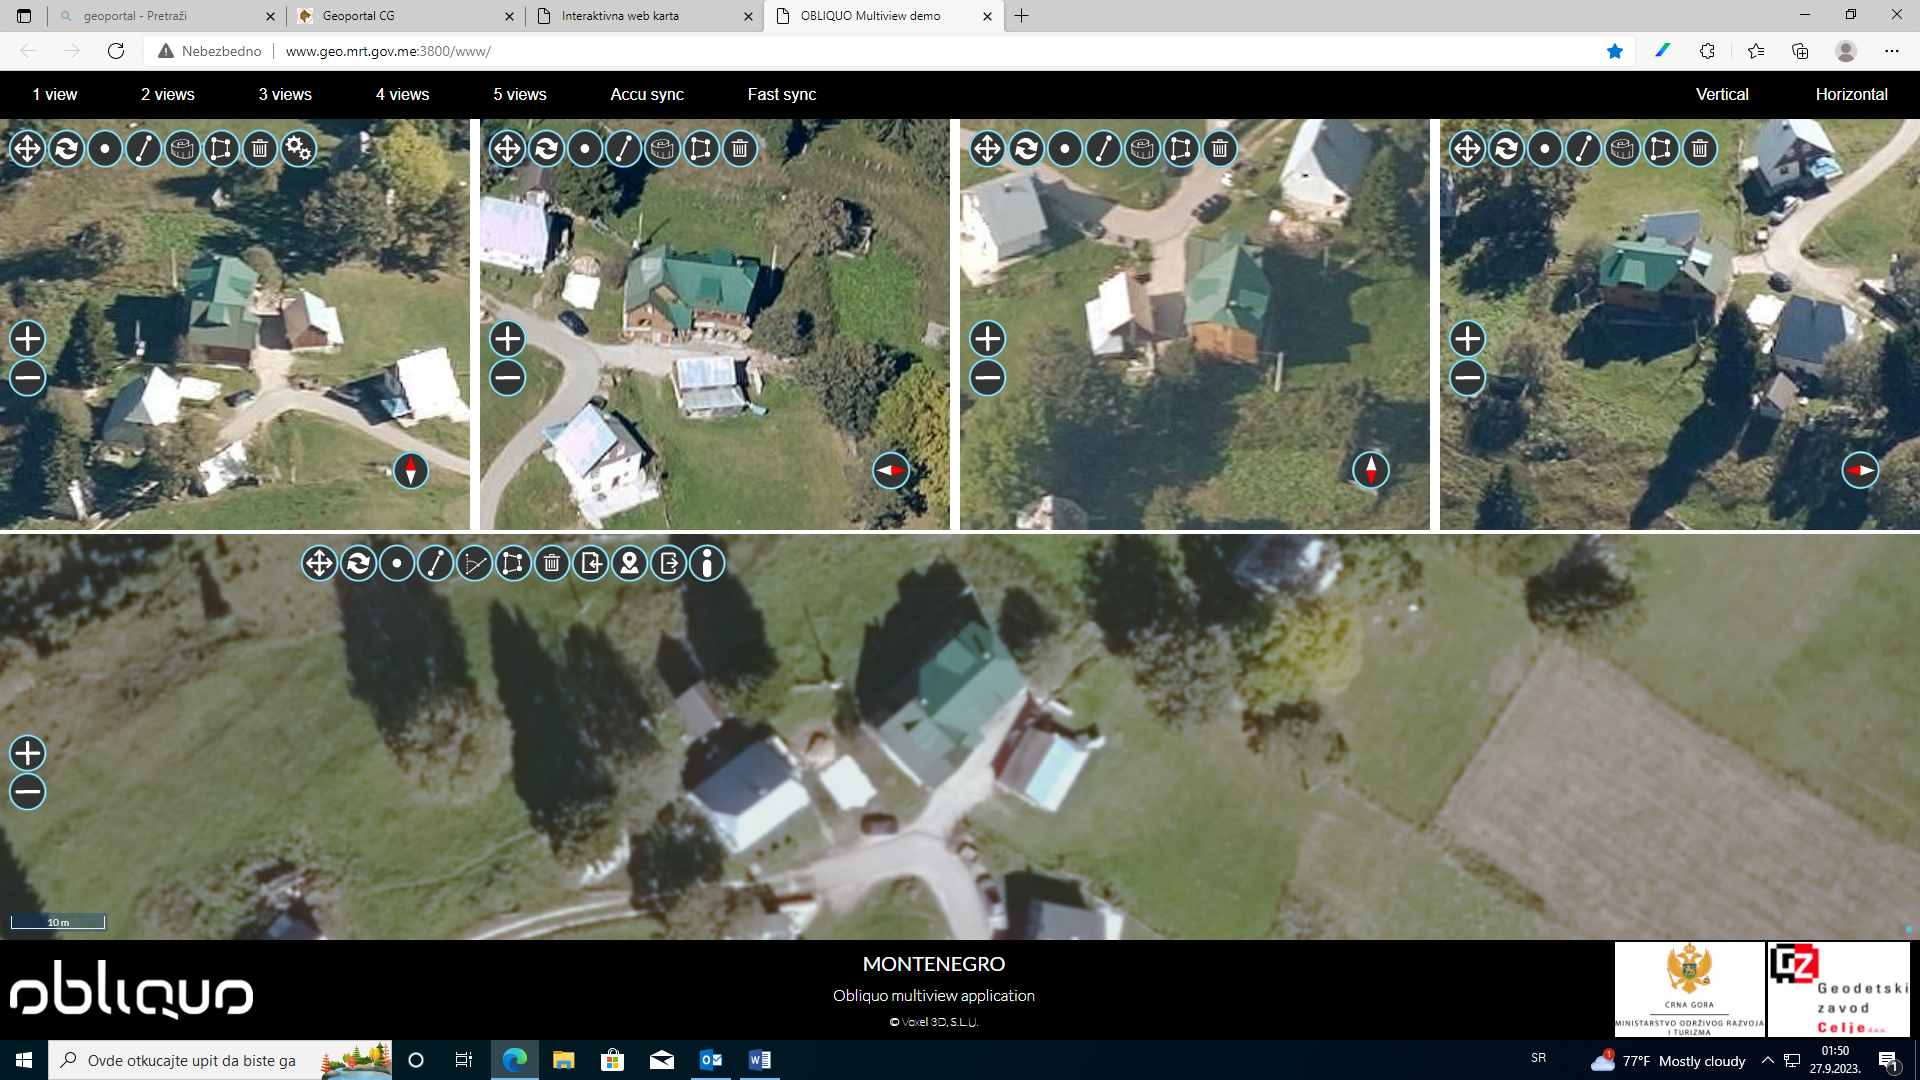 geoportal - Pretraži
Geoportal CG
Interaktivna web karta
OBLIQUO Multiview demo
Nebezbedno
www.geo.mrt.gov.me:3800/www/
1 view
2 views
3 views
4 views
5 views
Accu sync
Fast sync
Vertical
Horizontal
10 m
obliquo
MONTENEGRO
Obliquo multiview application
© Voxel 3D, S.L.U.
CRNA GORA
MINISTARSTVO ODRŽIVOG RAZVOJA
I TURIZMA
GZ
Geodetski
zavod
Celje d.o.o.
Ovde otkucajte upit da biste ga
SR
1
77°F Mostly cloudy
01:50
27.9.2023.
1